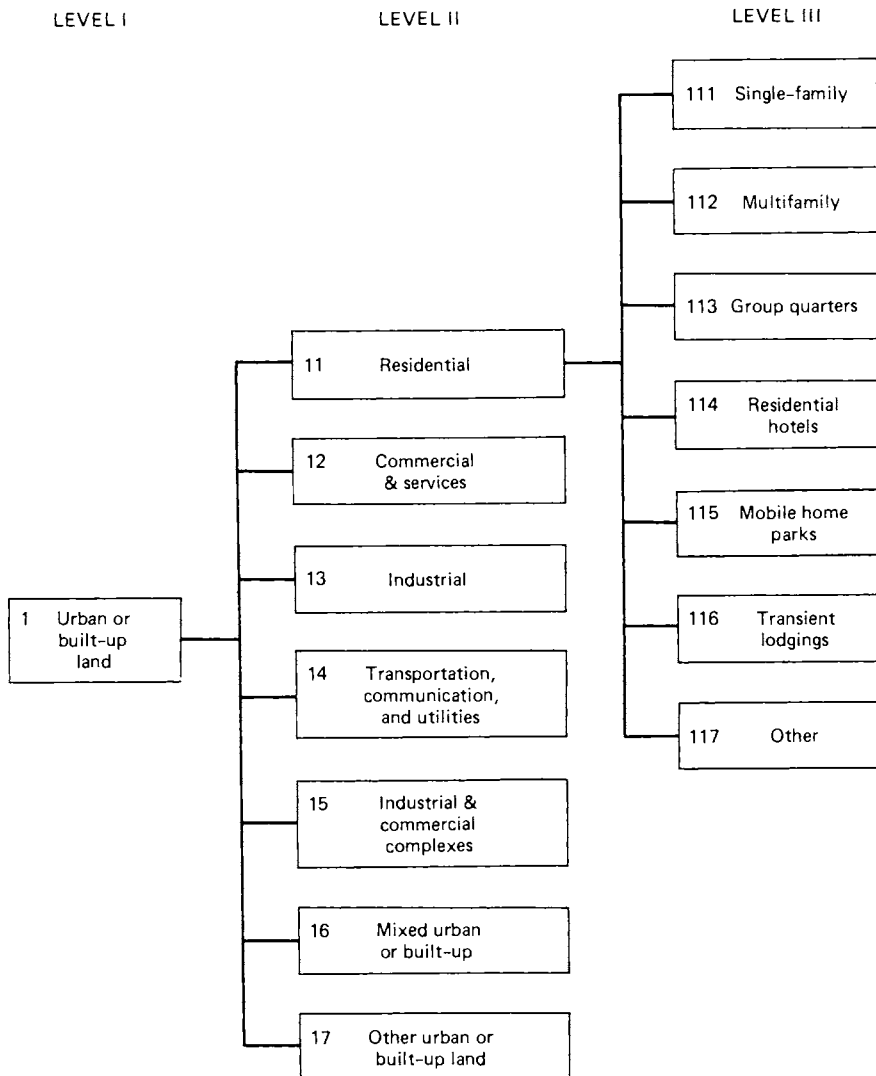 LEVEL I
LEVEL II
LEVEL III
1 Urban or
built-up
land
11 Residential
12 Commercial
& services
13 Industrial
14 Transportation,
communication,
and utilities
15 Industrial &
commercial
complexes
16 Mixed urban
or built-up
17 Other urban or
built-up land
111 Single-family
112 Multifamily
113 Group quarters
114 Residential
hotels
115 Mobile home
parks
116 Transient
lodgings
117 Other